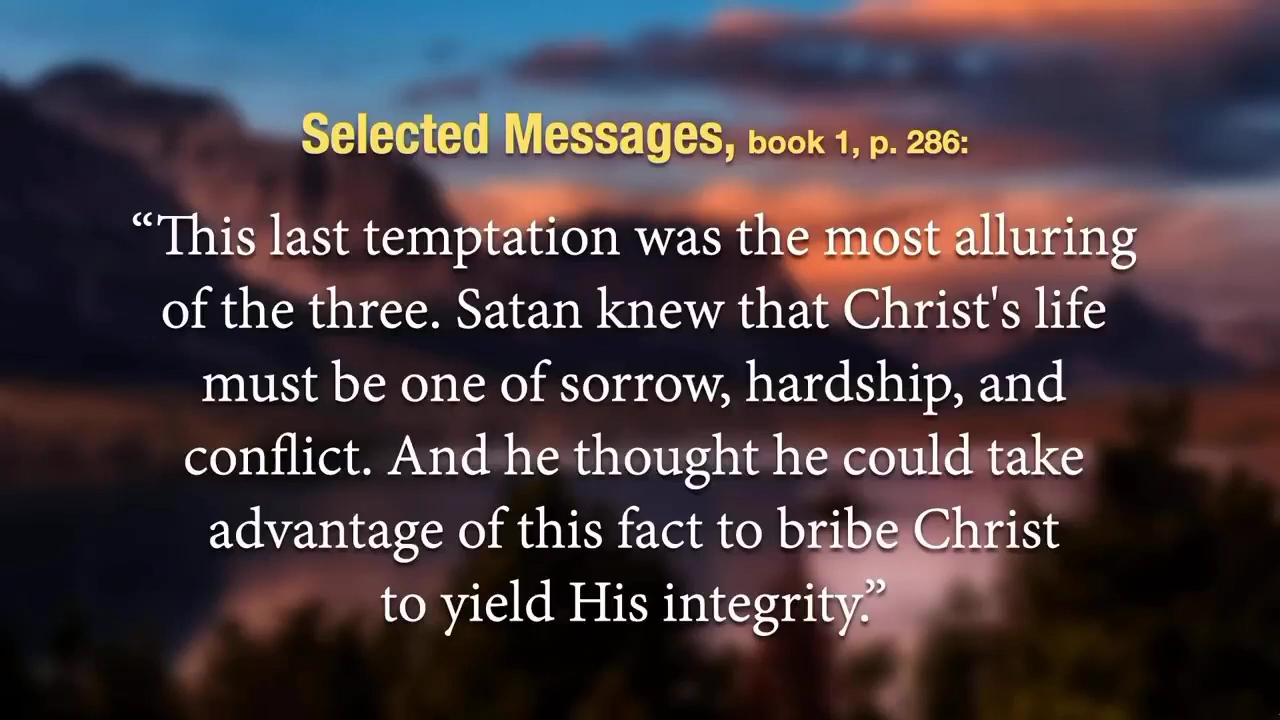 Selected Messages, book 1, p. 286:
“This last temptation was the most alluring
of the three. Satan knew that Christ's life
must be one of sorrow, hardship, and
conflict. And he thought he could take
advantage of this fact to bribe Christ
to yield His integrity.”